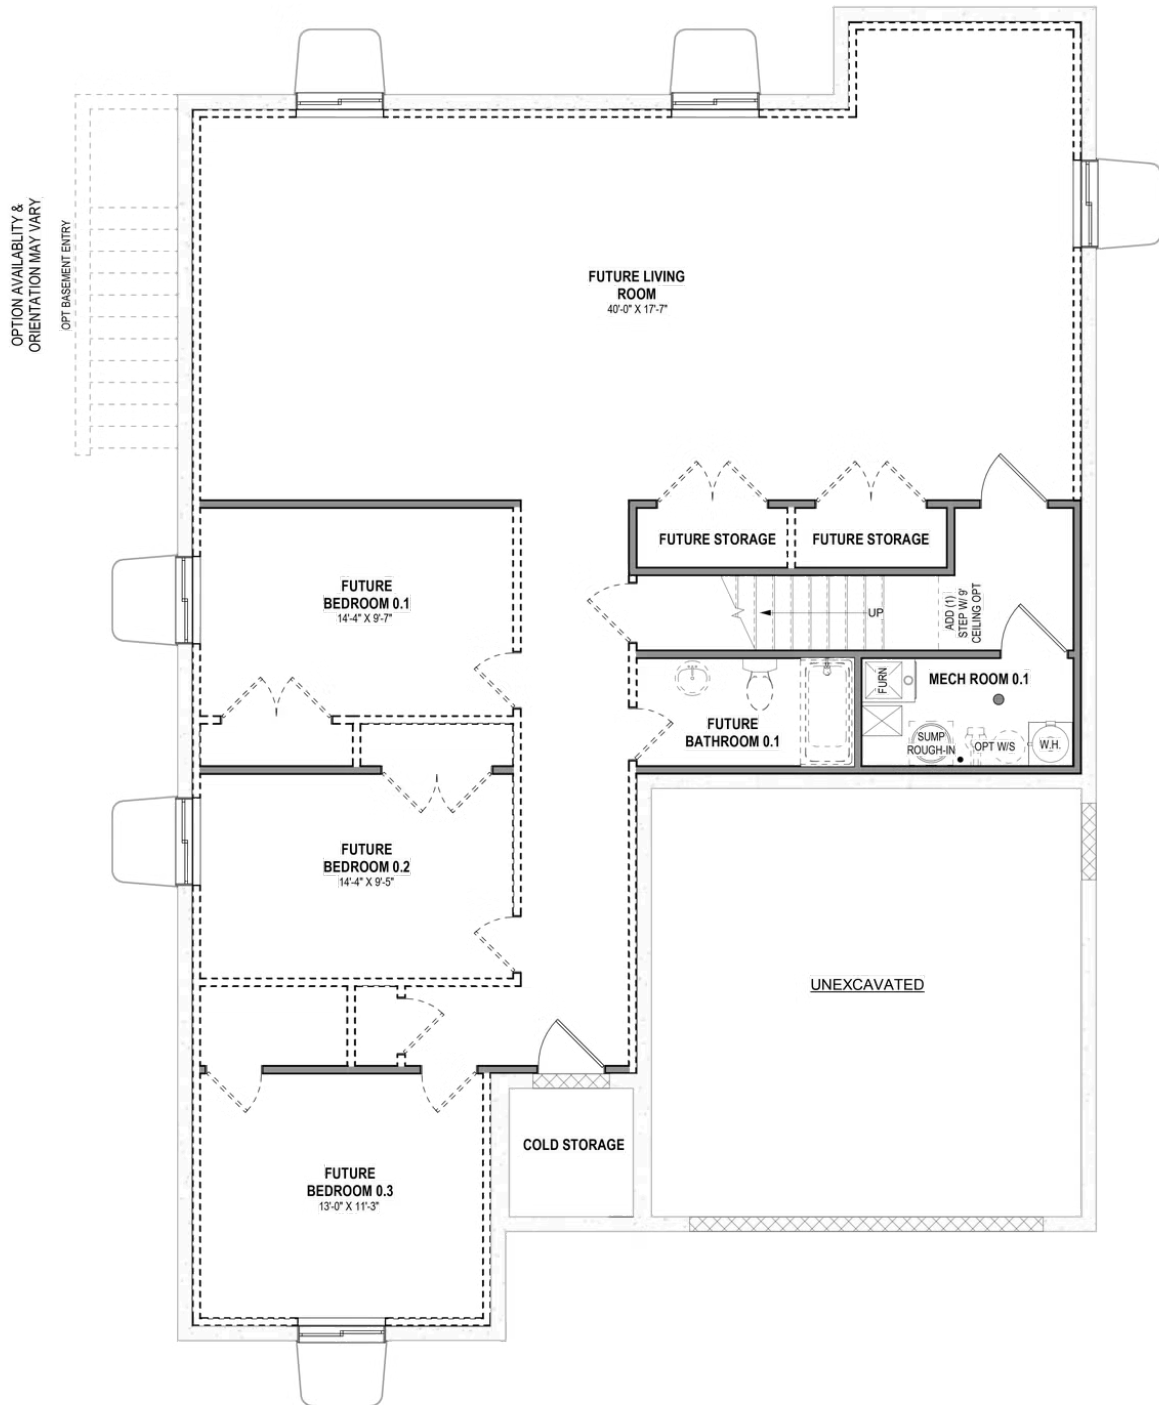 OPTION AVAILABLITY &
ORIENTATION MAY VARY
OPT BASEMENT ENTRY
FUTURE LIVING
ROOM
40'-0" X 17'-7"
FUTURE STORAGE
FUTURE STORAGE
FUTURE
BEDROOM 0.1
14'-4" X 9'-7"
UP
ADD (1)
STEP W/ 9'
CEILING OPT
FURN
MECH ROOM 0.1
FUTURE
BATHROOM 0.1
SUMP
ROUGH-IN
OPT W/S
W.H.
FUTURE
BEDROOM 0.2
14'-4" X 9'-5"
UNEXCAVATED
COLD STORAGE
FUTURE
BEDROOM 0.3
13'-0" X 11'-3"